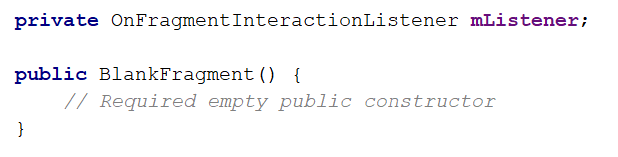 private OnFragmentInteractionListener mListener;
public BlankFragment() {
// Required empty public constructor
}